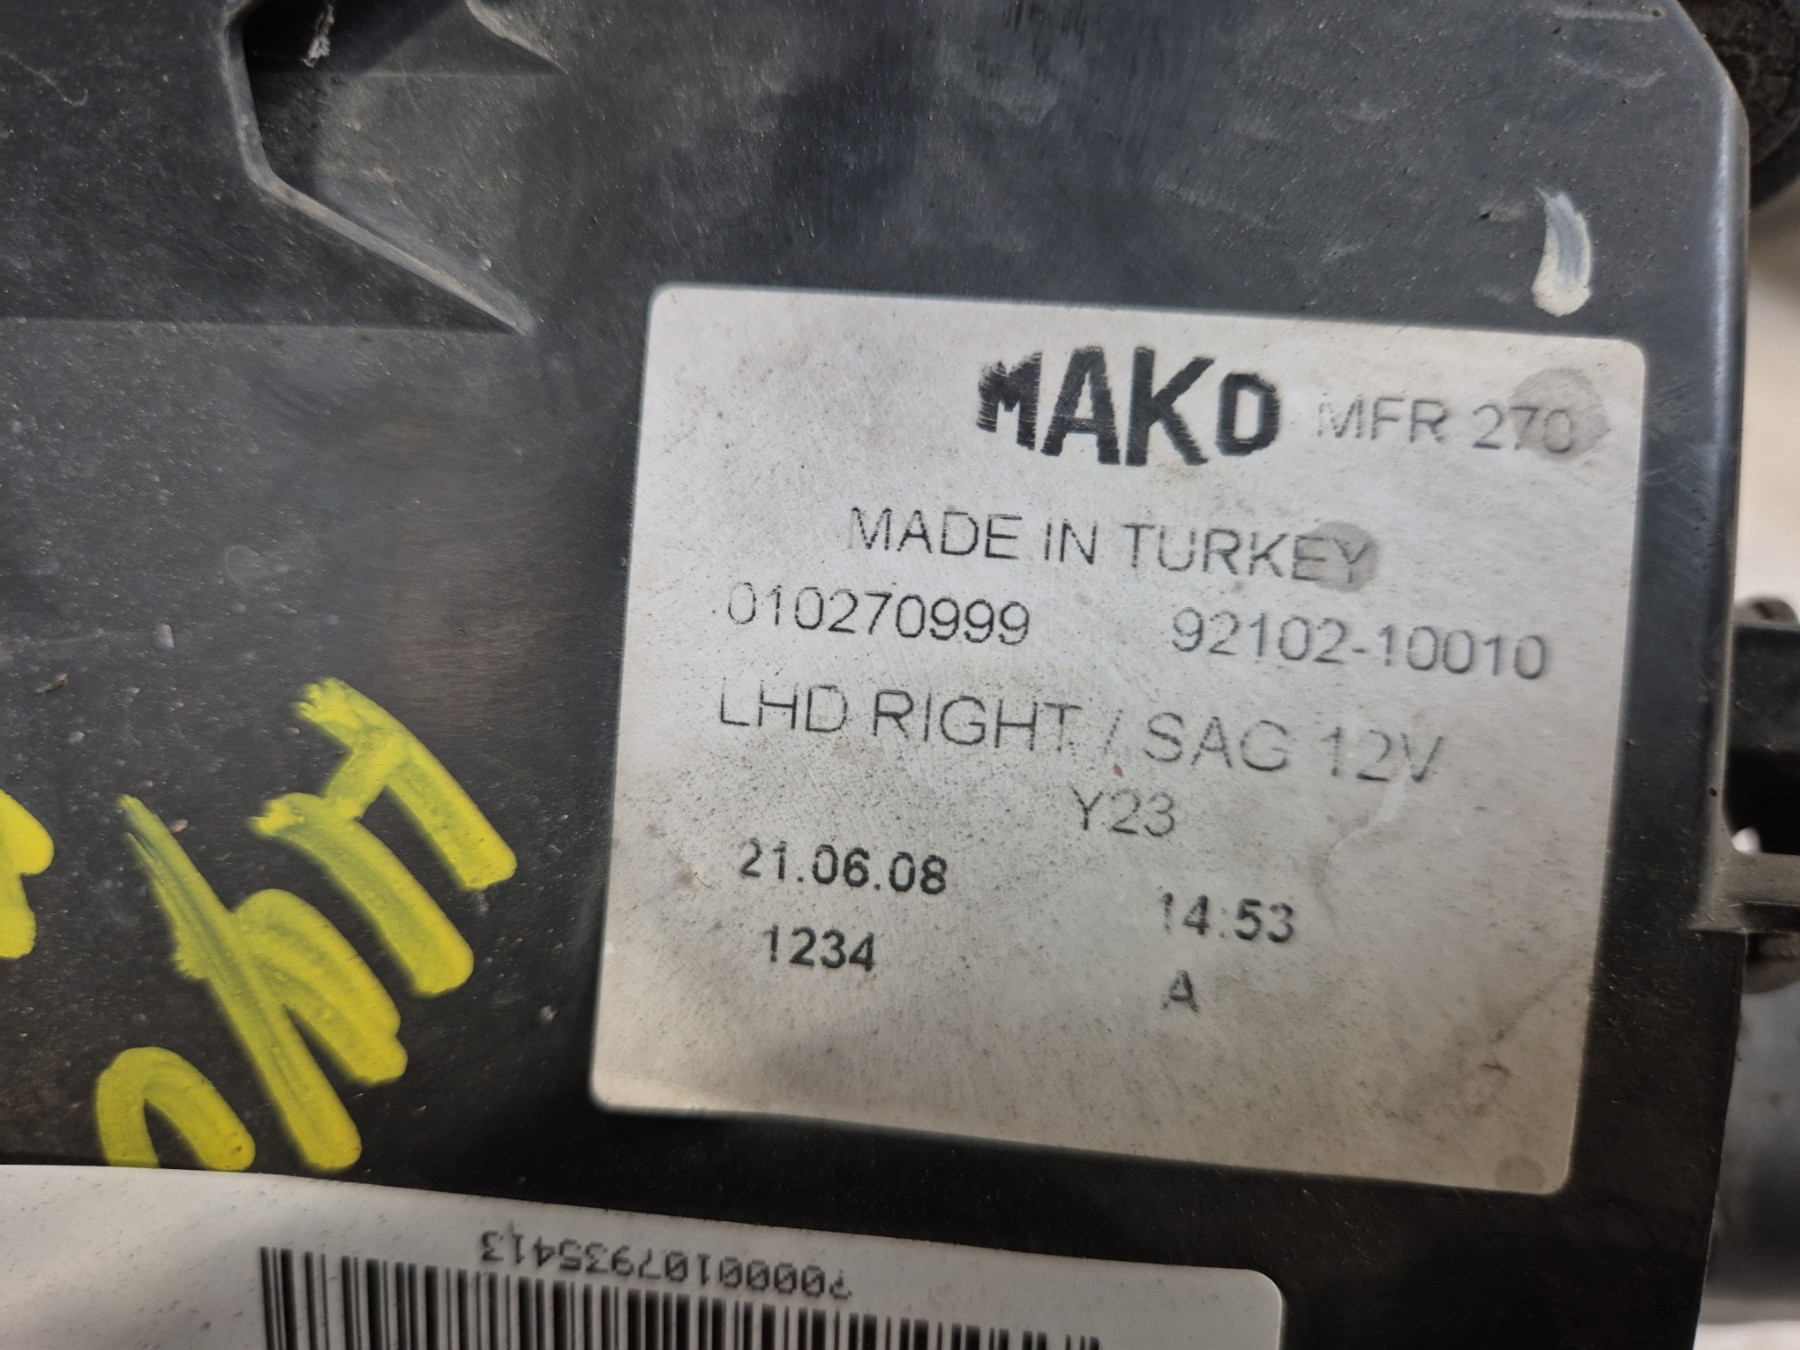 MAKO MFR 270
MADE IN TURKEY
010270999 92102-10010
LHD RIGHT / SAG 12V
Y23
21.06.08 14:53
1234 A